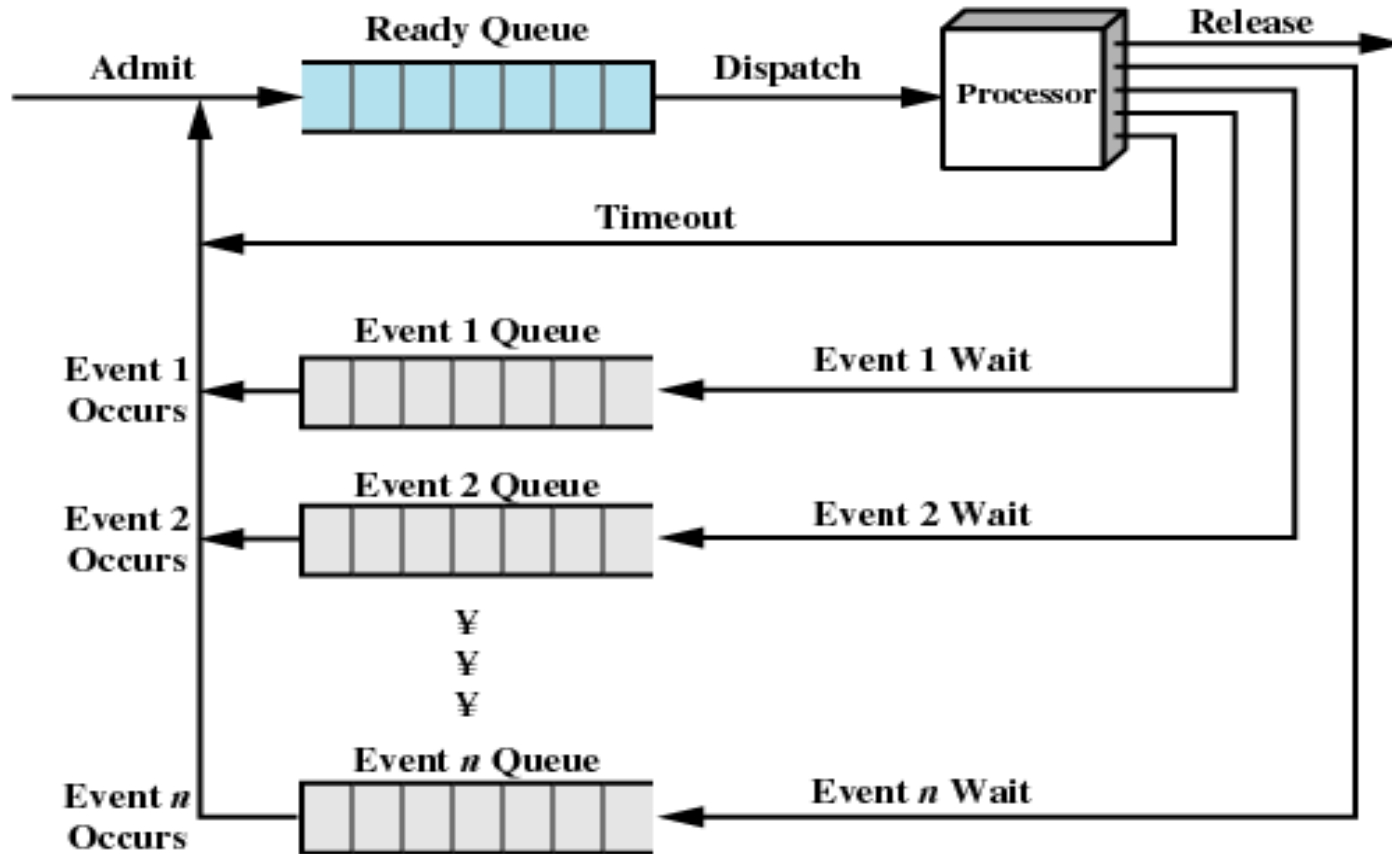 Ready Queue
Release
Admit
Dispatch
Processor
Timeout
Event 1 Queue
Event 1
Occurs
Event 1 Wait
Event 2 Queue
Event 2
Occurs
Event 2 Wait
¥
¥
¥
Event n Queue
Event n
Occurs
Event n Wait